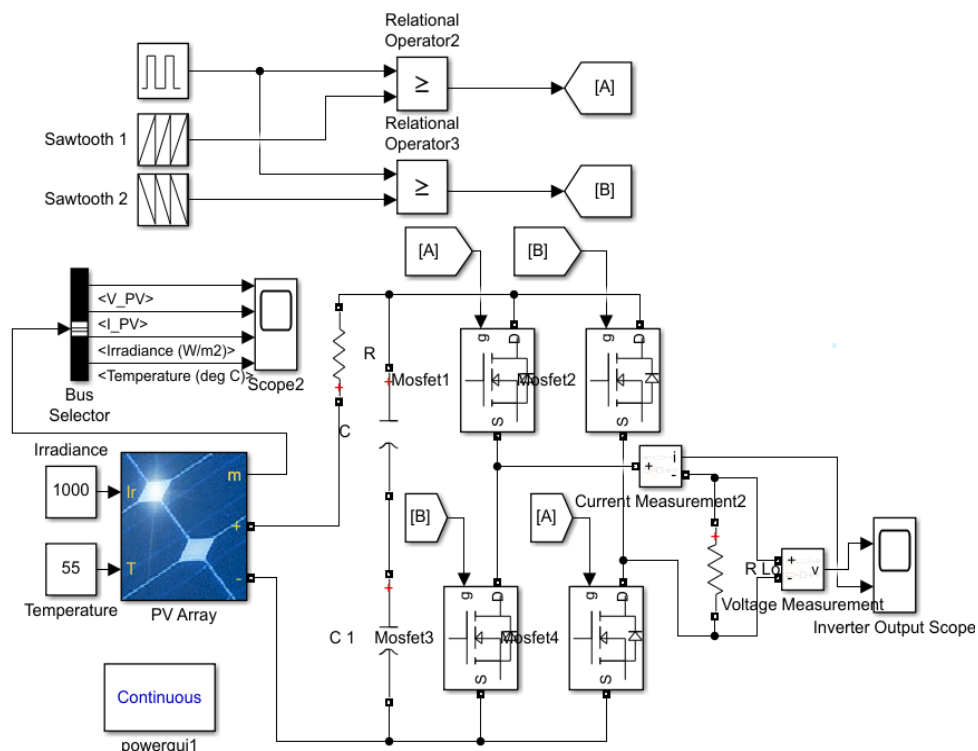 Relational
Operator2
≥
[A]
Sawtooth 1
Relational
Operator3
≥
[B]
Sawtooth 2
[A]
[B]
<V_PV>
<I_PV>
<Irradiance (W/m2)>
<Temperature (deg C)>
Scope2
Bus
Selector
R
C
g
D
S
Mosfet1
g
D
S
Mosfet2
Irradiance
1000
Ir
m
+
-
55
T
Temperature
PV Array
+
i
-
Current Measurement2
[B]
[A]
R Lo
+
-
v
Voltage Measurement
Inverter Output Scope
C 1
g
D
S
Mosfet3
g
D
S
Mosfet4
Continuous
powergui1